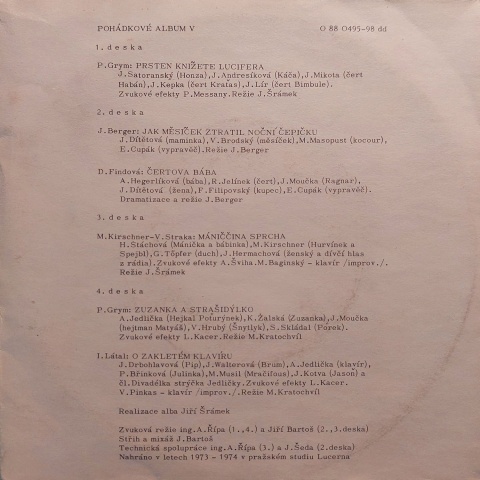 POHÁDKOVÉ ALBUM V O 88 0495-98 dd
1. deska
P. Grym: PRSTEN KNÍŽETE LUCIFERA
J. Satoranský (Honza), J. Andresíková (Káča), J. Mikota (čert
Habán), J. Kepka (čert Kraťas), J. Lír (čert Bimbule).
Zvukové efekty P. Messany. Režie J. Šrámek
2. deska
J. Berger: JAK MĚSÍČEK ZTRATIL NOČNÍ ČEPIČKU
J. Dítětová (maminka), V. Brodský (měsíček), M. Masopust (kocour),
E. Cupák (vypravěč). Režie J. Berger
D. Findová: ČERTOVA BÁBA
A. Hegerlíková (bába), R. Jelínek (čert), J. Moučka (Ragnar),
J. Dítětová (žena), F. Filipovský (kupec), E. Cupák (vypravěč).
Dramatizace a režie J. Berger
3. deska
M. Kirschner-V. Straka: MÁNIČČINA SPRCHA
H. Stáchová (Mánička a bábinka), M. Kirschner (Hurvínek a
Spejbl), G. Töpfer (duch), J. Hermachová (ženský a dívčí hlas
z rádia). Zvukové efekty A. Šviha. M. Baginský - klavír /improv./.
Režie J. Šrámek
4. deska
P. Grym: ZUZANKA A STRAŠIDÝLKO
A. Jedlička (Hejkal Poturýnek), K. Žalská (Zuzanka), J. Moučka
(hejtman Matyáš), V. Hrubý (Šnytlyk), S. Skládal (Pórek).
Zvukové efekty L. Kacer. Režie M. Kratochvíl
I. Látal: O ZAKLETÉM KLAVÍRU
J. Drbohlavová (Pip), J. Walterová (Brum), A. Jedlička (klavír),
P. Břínková (Julinka), M. Musil (Mračifous), J. Kotva (Jason) a
čl. Divadélka strýčka Jedličky. Zvukové efekty L. Kacer.
V. Pinkas - klavír /improv./. Režie M. Kratochvíl
Realizace alba Jiří Šrámek
Zvuková režie ing. A. Řípa (1., 4.) a Jiří Bartoš (2., 3. deska)
Střih a mixáž J. Bartoš
Technická spolupráce ing. A. Řípa (3.) a J. Šeda (2. deska)
Nahráno v letech 1973 - 1974 v pražském studiu Lucerna